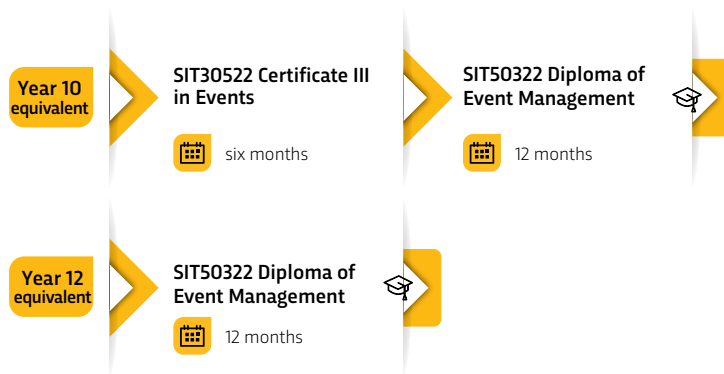 Year 10
equivalent
SIT30522 Certificate III
in Events
six months
SIT50322 Diploma of
Event Management
12 months
Year 12
equivalent
SIT50322 Diploma of
Event Management
12 months